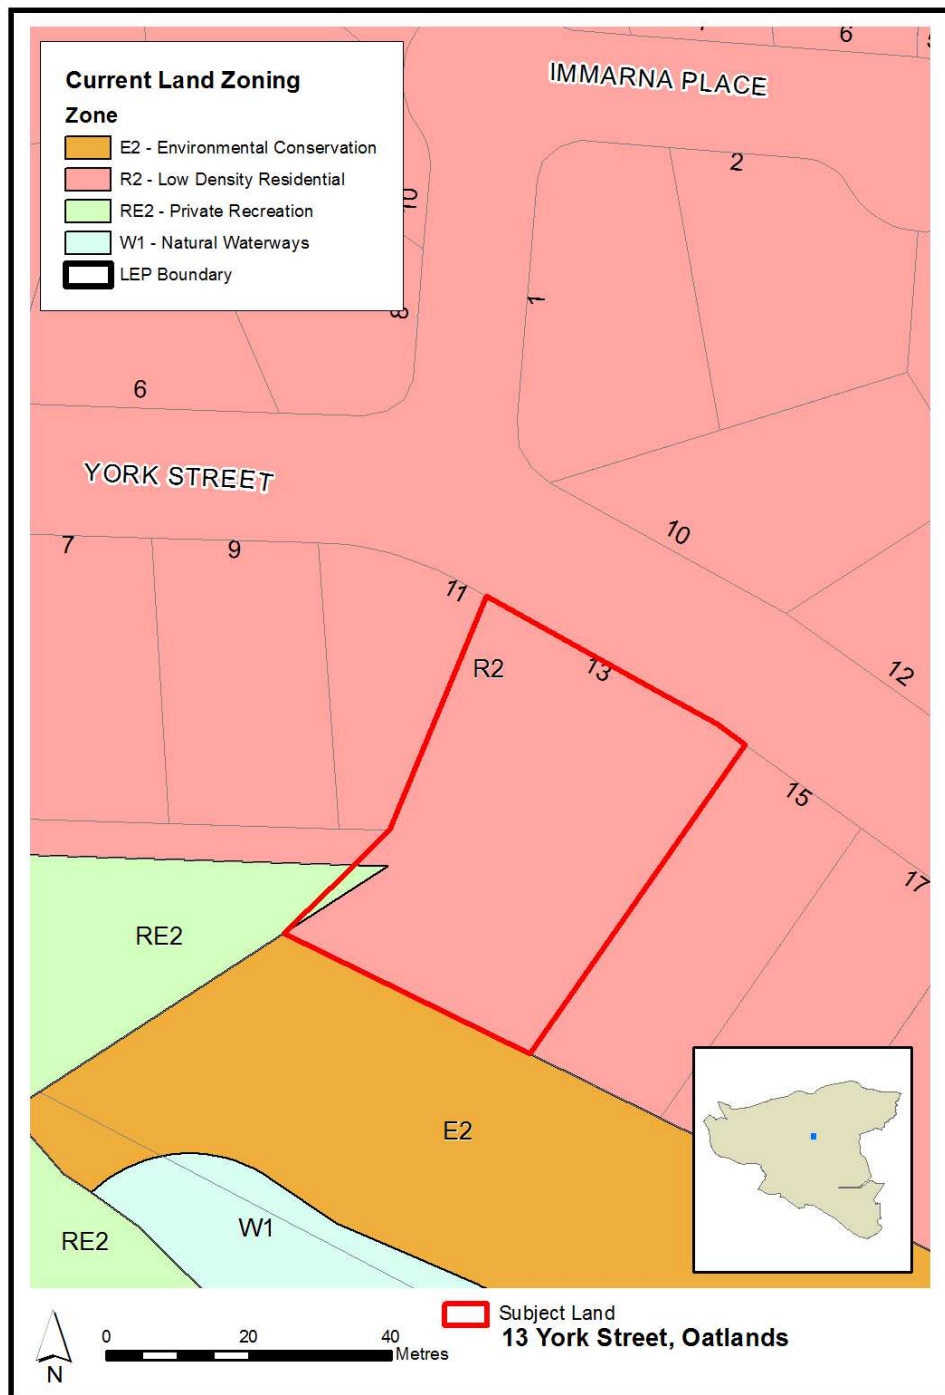 Current Land Zoning
Zone
E2 - Environmental Conservation
R2 - Low Density Residential
RE2 - Private Recreation
W1 - Natural Waterways
LEP Boundary
6
IMMARNA PLACE
2
10
1
8
6
YORK STREET
7
9
10
11
13
R2
12
15
17
RE2
E2
W1
RE2
N
0 20 40
Metres
Subject Land
13 York Street, Oatlands